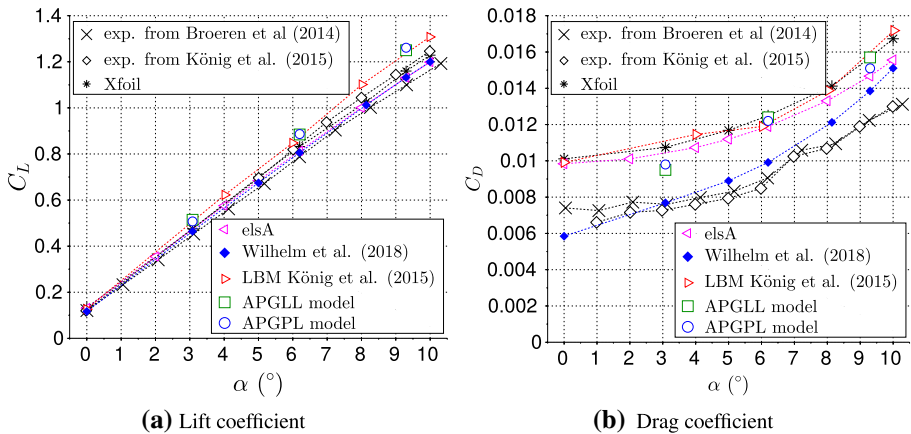 (a)
1.4
1.2
1
0.8
0.6
0.4
0.2
0
C_L
× exp. from Broeren et al (2014)
◇ exp. from König et al. (2015)
* Xfoil
◁ elsA
◆ Wilhelm et al. (2018)
▷ LBM König et al. (2015)
□ APGLL model
○ APGPL model
0 1 2 3 4 5 6 7 8 9 10
α (°)
(a) Lift coefficient
(b)
0.018
0.016
0.014
0.012
0.01
0.008
0.006
0.004
0.002
0.000
C_D
× exp. from Broeren et al (2014)
◇ exp. from König et al. (2015)
* Xfoil
◁ elsA
◆ Wilhelm et al. (2018)
▷ LBM König et al. (2015)
□ APGLL model
○ APGPL model
0 1 2 3 4 5 6 7 8 9 10
α (°)
(b) Drag coefficient